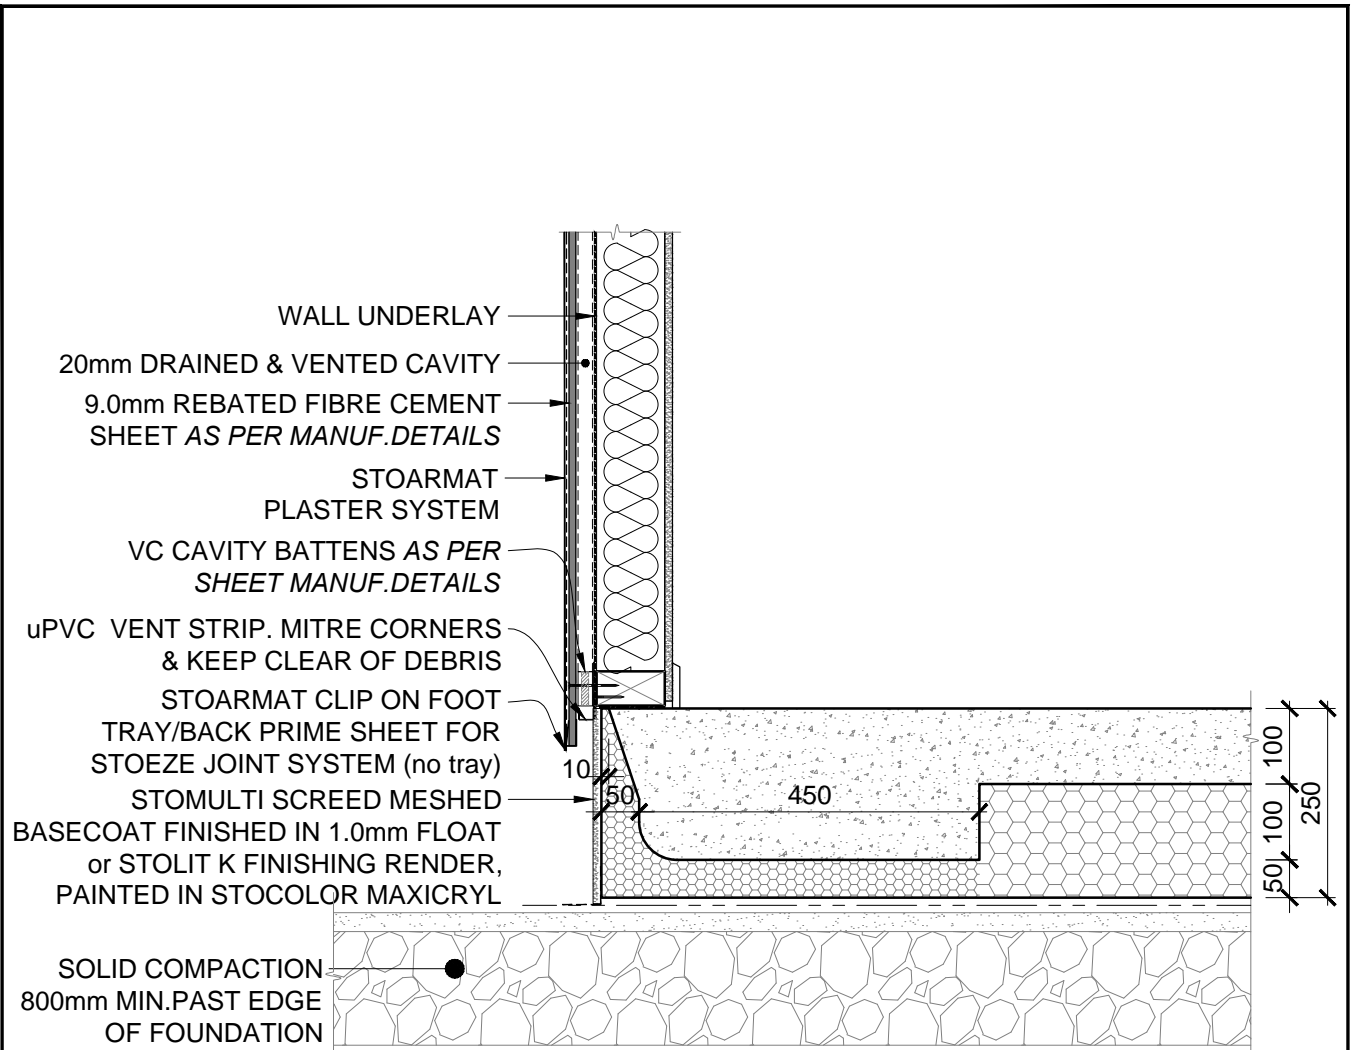 WALL UNDERLAY
20mm DRAINED & VENTED CAVITY
9.0mm REBATED FIBRE CEMENT
SHEET AS PER MANUF.DETAILS
STOARMAT
PLASTER SYSTEM
VC CAVITY BATTENS AS PER
SHEET MANUF.DETAILS
uPVC VENT STRIP. MITRE CORNERS
& KEEP CLEAR OF DEBRIS
STOARMAT CLIP ON FOOT
TRAY/BACK PRIME SHEET FOR
STOEZE JOINT SYSTEM (no tray)
STOMULTI SCREED MESHED
BASECOAT FINISHED IN 1.0mm FLOAT
or STOLIT K FINISHING RENDER,
PAINTED IN STOCOLOR MAXICRYL
SOLID COMPACTION
800mm MIN.PAST EDGE
OF FOUNDATION
10
50
450
100
100
50
250